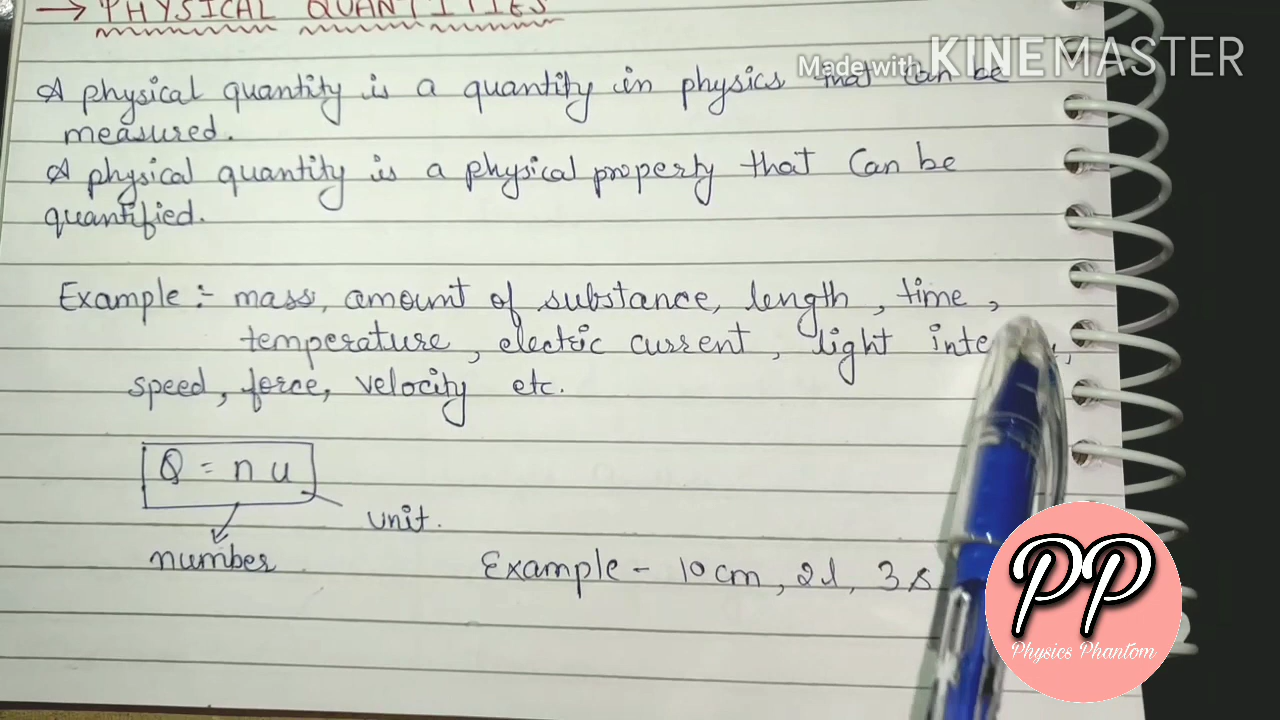 → PHYSICAL QUANTITIES
Made with KINEMASTER
A physical quantity is a quantity in physics that can be
measured.
A physical quantity is a physical property that can be
quantified.
Example :- mass, amount of substance, length, time,
temperature, electric current, light
speed, force, velocity etc.
Q = n u
unit.
number
Example - 10 cm, 2l, 3s
PP
Physics Phantom